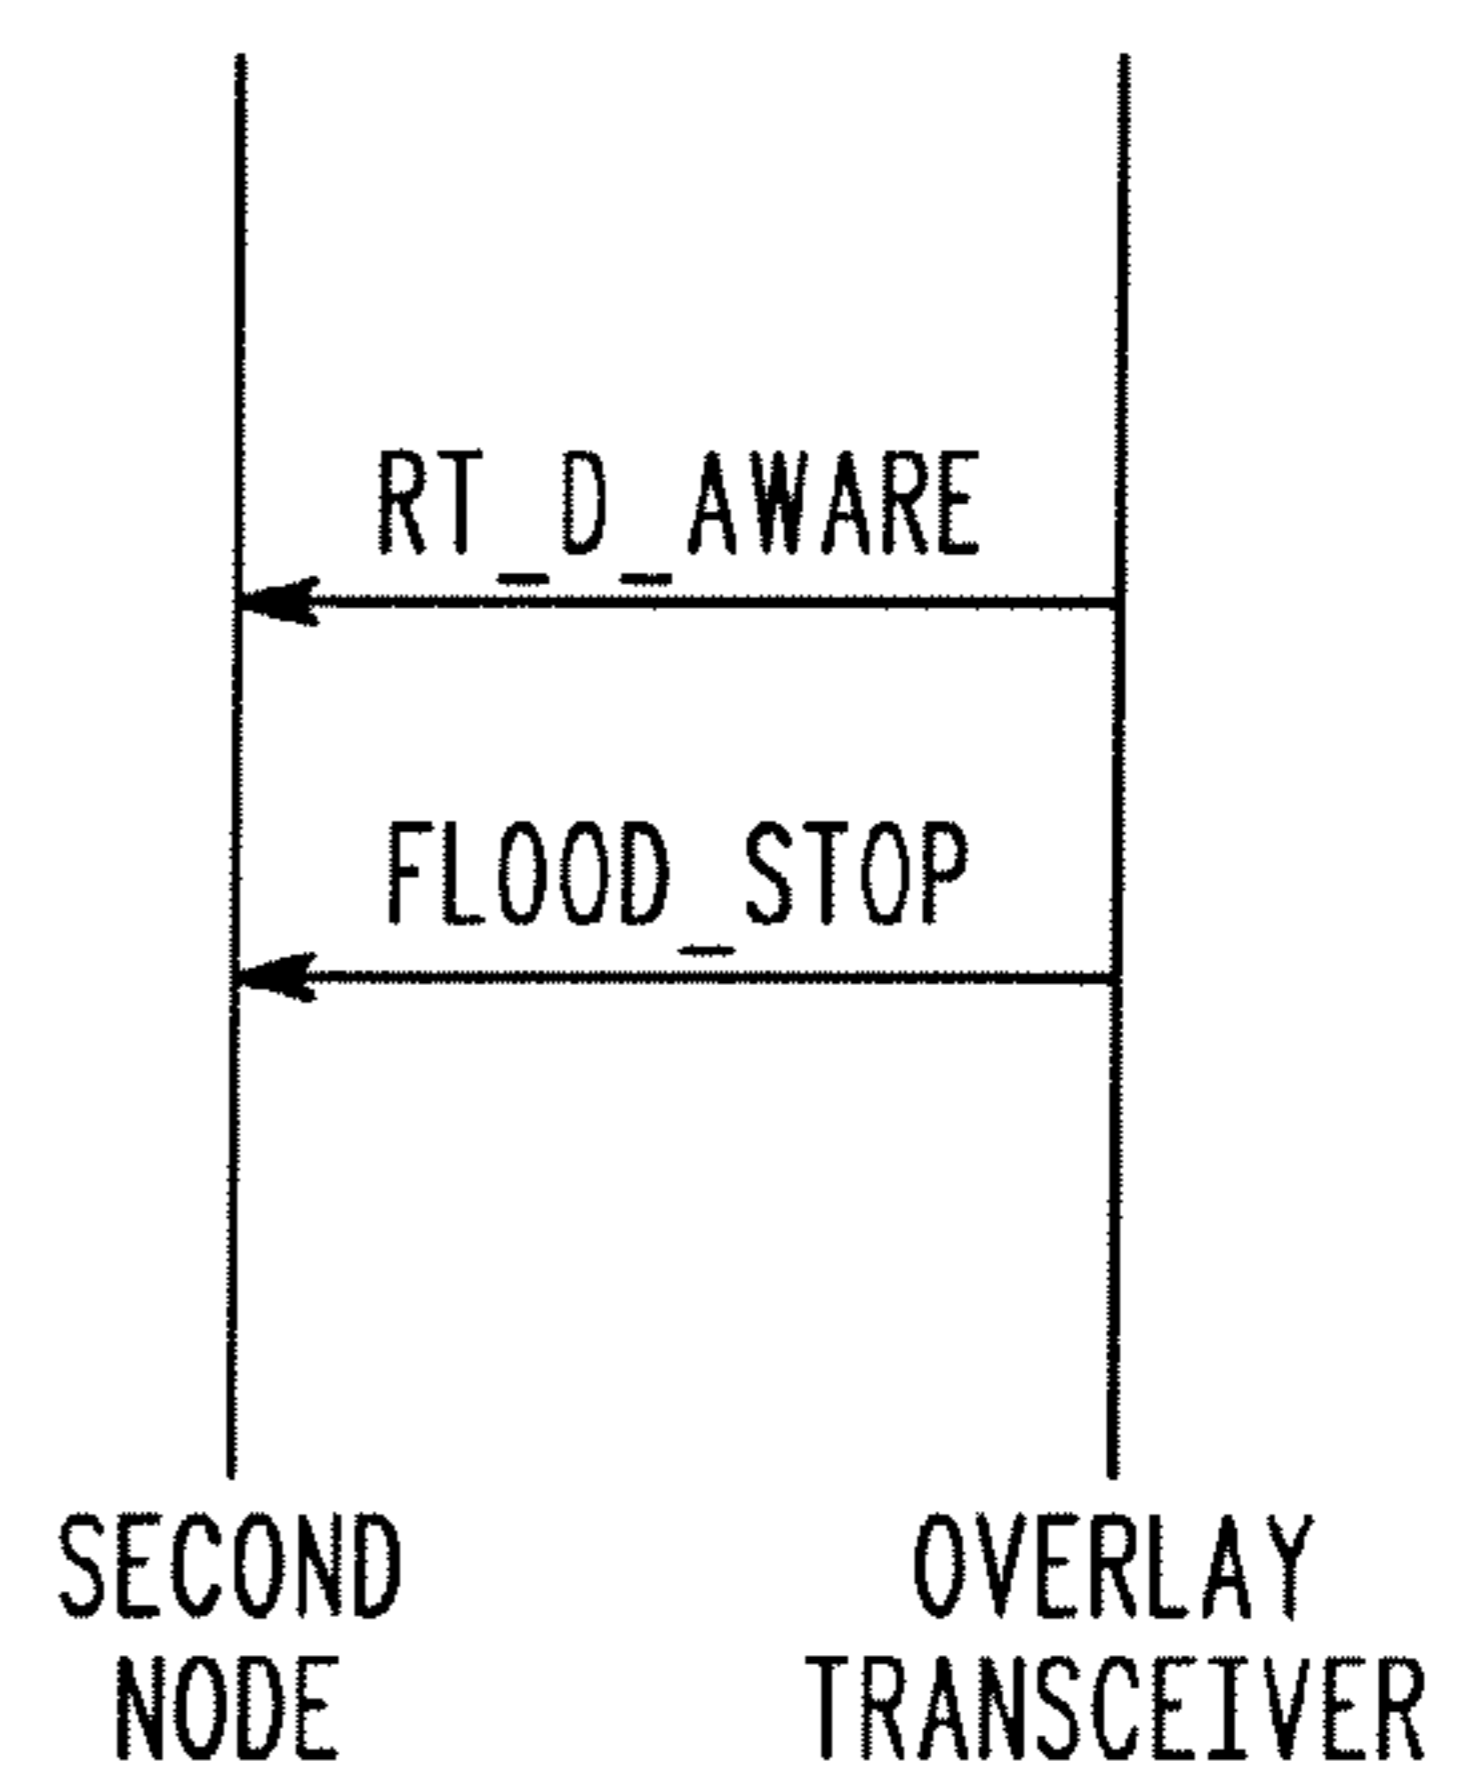 RT_D_AWARE
FLOOD_STOP
SECOND
NODE
OVERLAY
TRANSCEIVER